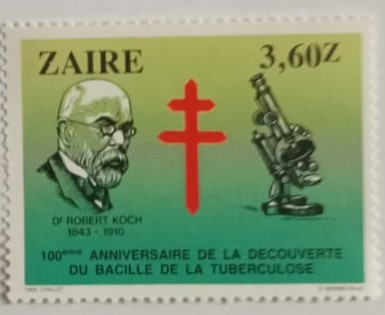 ZAIRE
3,60Z
Dr ROBERT KOCH
1843 - 1910
100ème ANNIVERSAIRE DE LA DECOUVERTE
DU BACILLE DE LA TUBERCULOSE